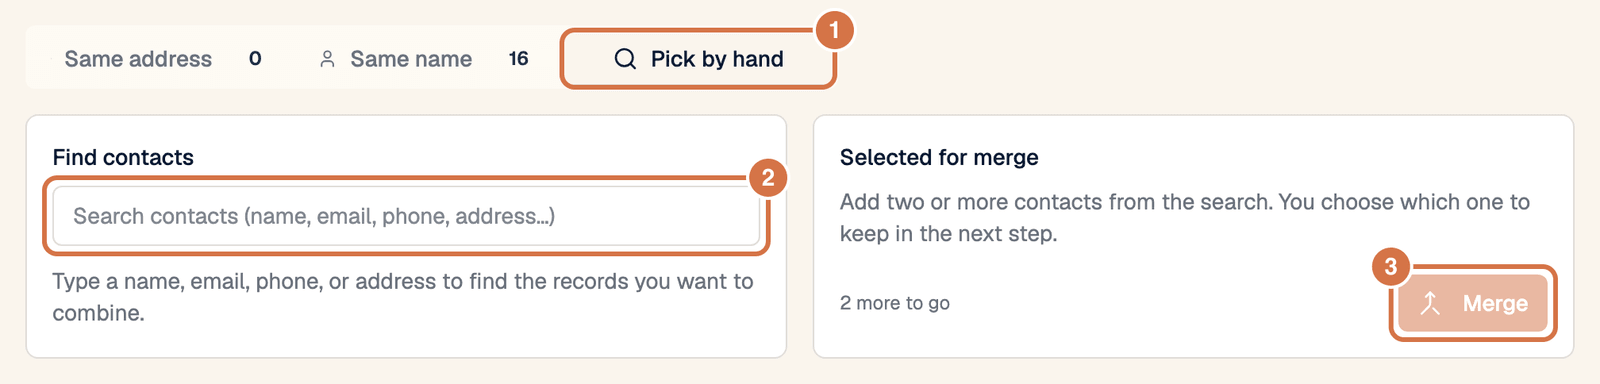 Same address 0 Same name 16 Pick by hand 1
Find contacts
2
Search contacts (name, email, phone, address...)
Type a name, email, phone, or address to find the records you want to
combine.
Selected for merge
Add two or more contacts from the search. You choose which one to
keep in the next step.
3
2 more to go Merge